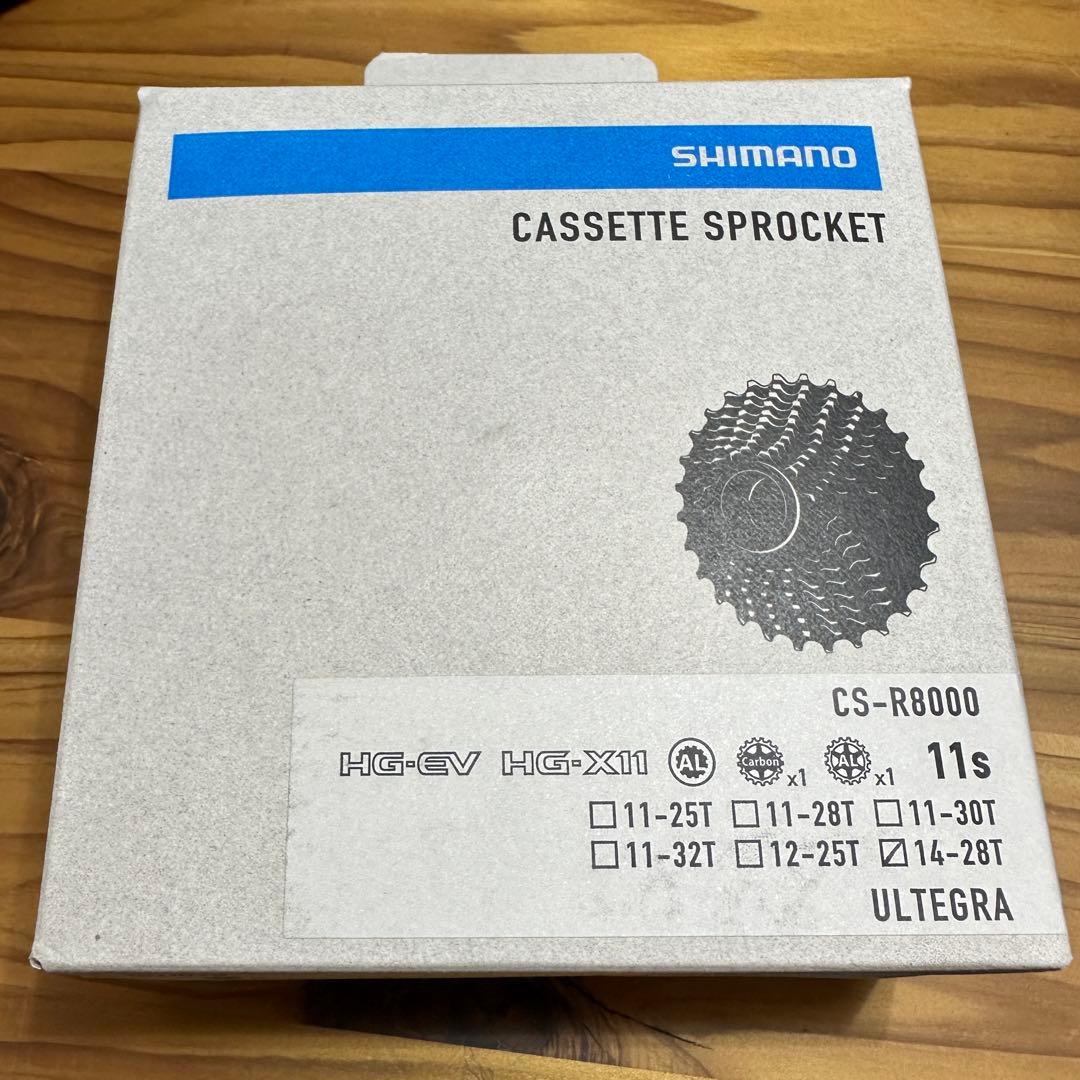 SHIMANO
CASSETTE SPROCKET
CS-R8000
HG-EV HG-X11 AL Carbon x1 AL x1 11s
11-25T 11-28T 11-30T
11-32T 12-25T 14-28T
ULTEGRA